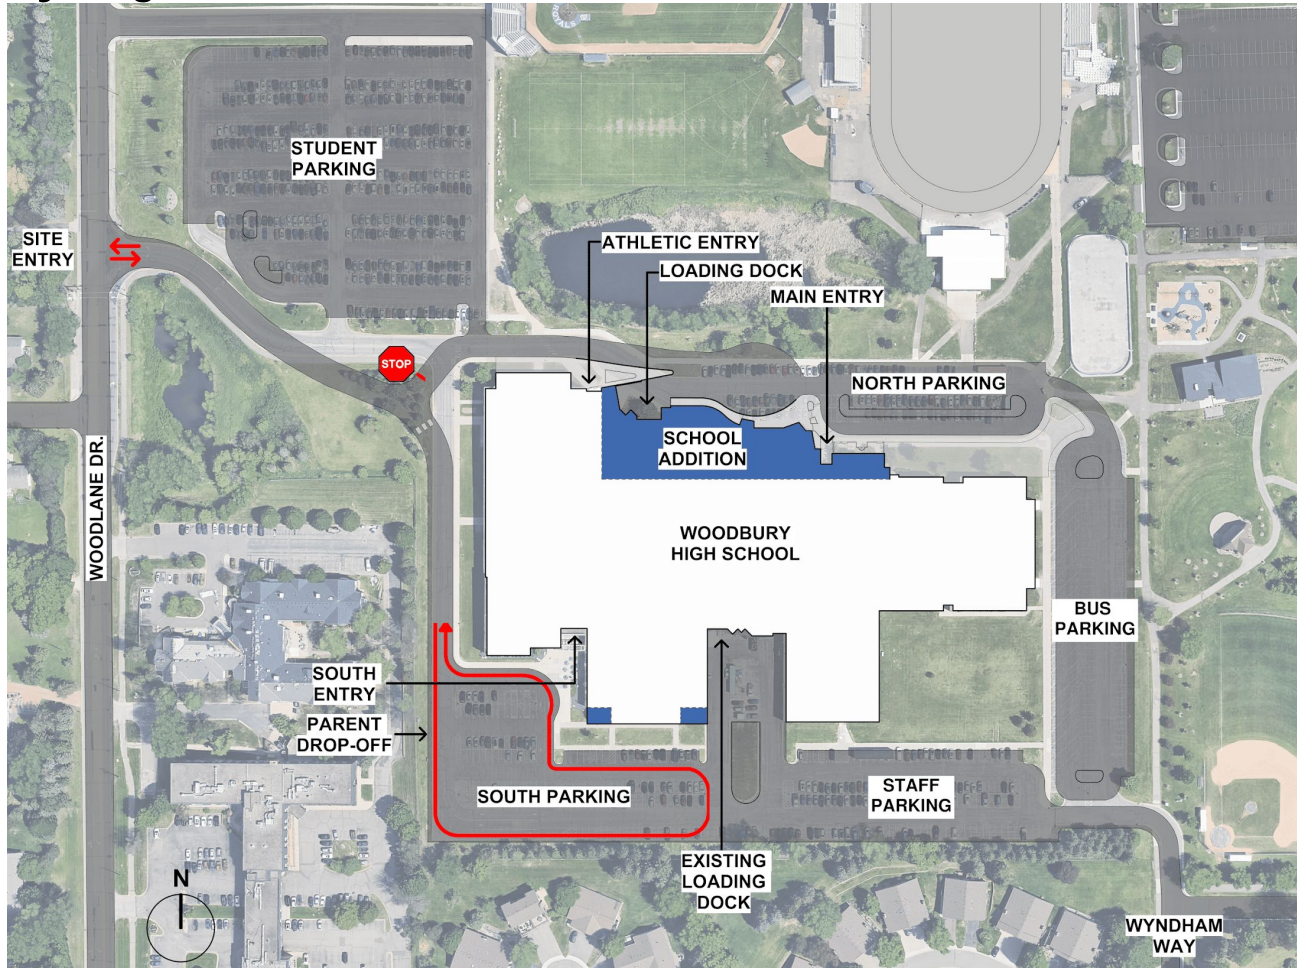 STUDENT
PARKING
SITE
ENTRY
ATHLETIC ENTRY
LOADING DOCK
MAIN ENTRY
STOP
NORTH PARKING
SCHOOL
ADDITION
WOODLANE DR.
WOODBURY
HIGH SCHOOL
BUS
PARKING
SOUTH
ENTRY
PARENT
DROP-OFF
SOUTH PARKING
STAFF
PARKING
EXISTING
LOADING
DOCK
N
WYNDHAM
WAY